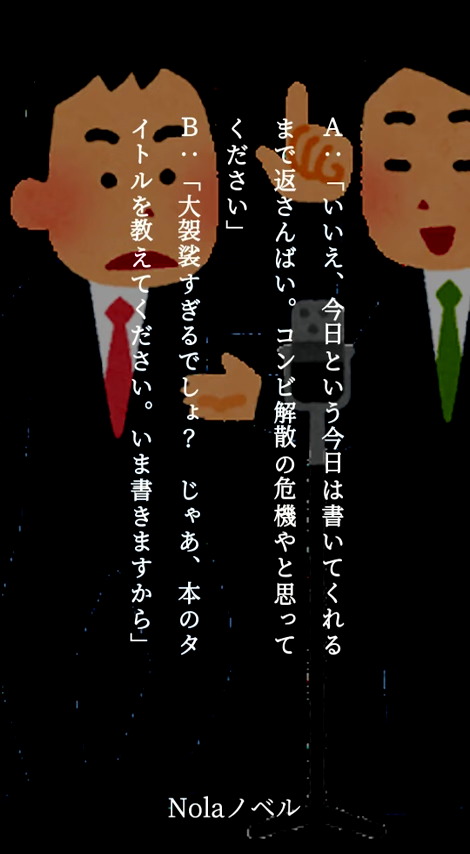 A：「いいえ、今日という今日は書いてくれる
まで返さんばい。コンビ解散の危機やと思って
ください」
B：「大袈裟すぎるでしょ？　じゃあ、本のタ
イトルを教えてください。いま書きますから」
Nolaノベル